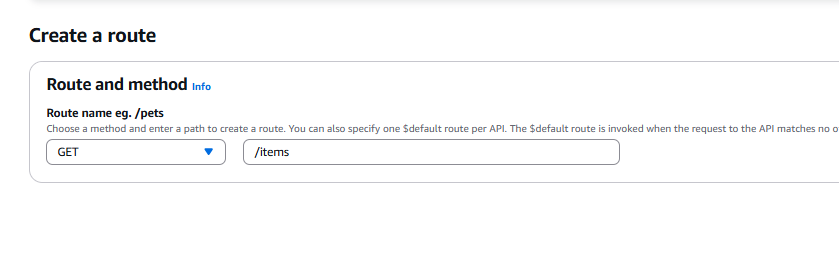 Create a route
Route and method Info
Route name eg. /pets
Choose a method and enter a path to create a route. You can also specify one $default route per API. The $default route is invoked when the request to the API matches no o
GET
/items